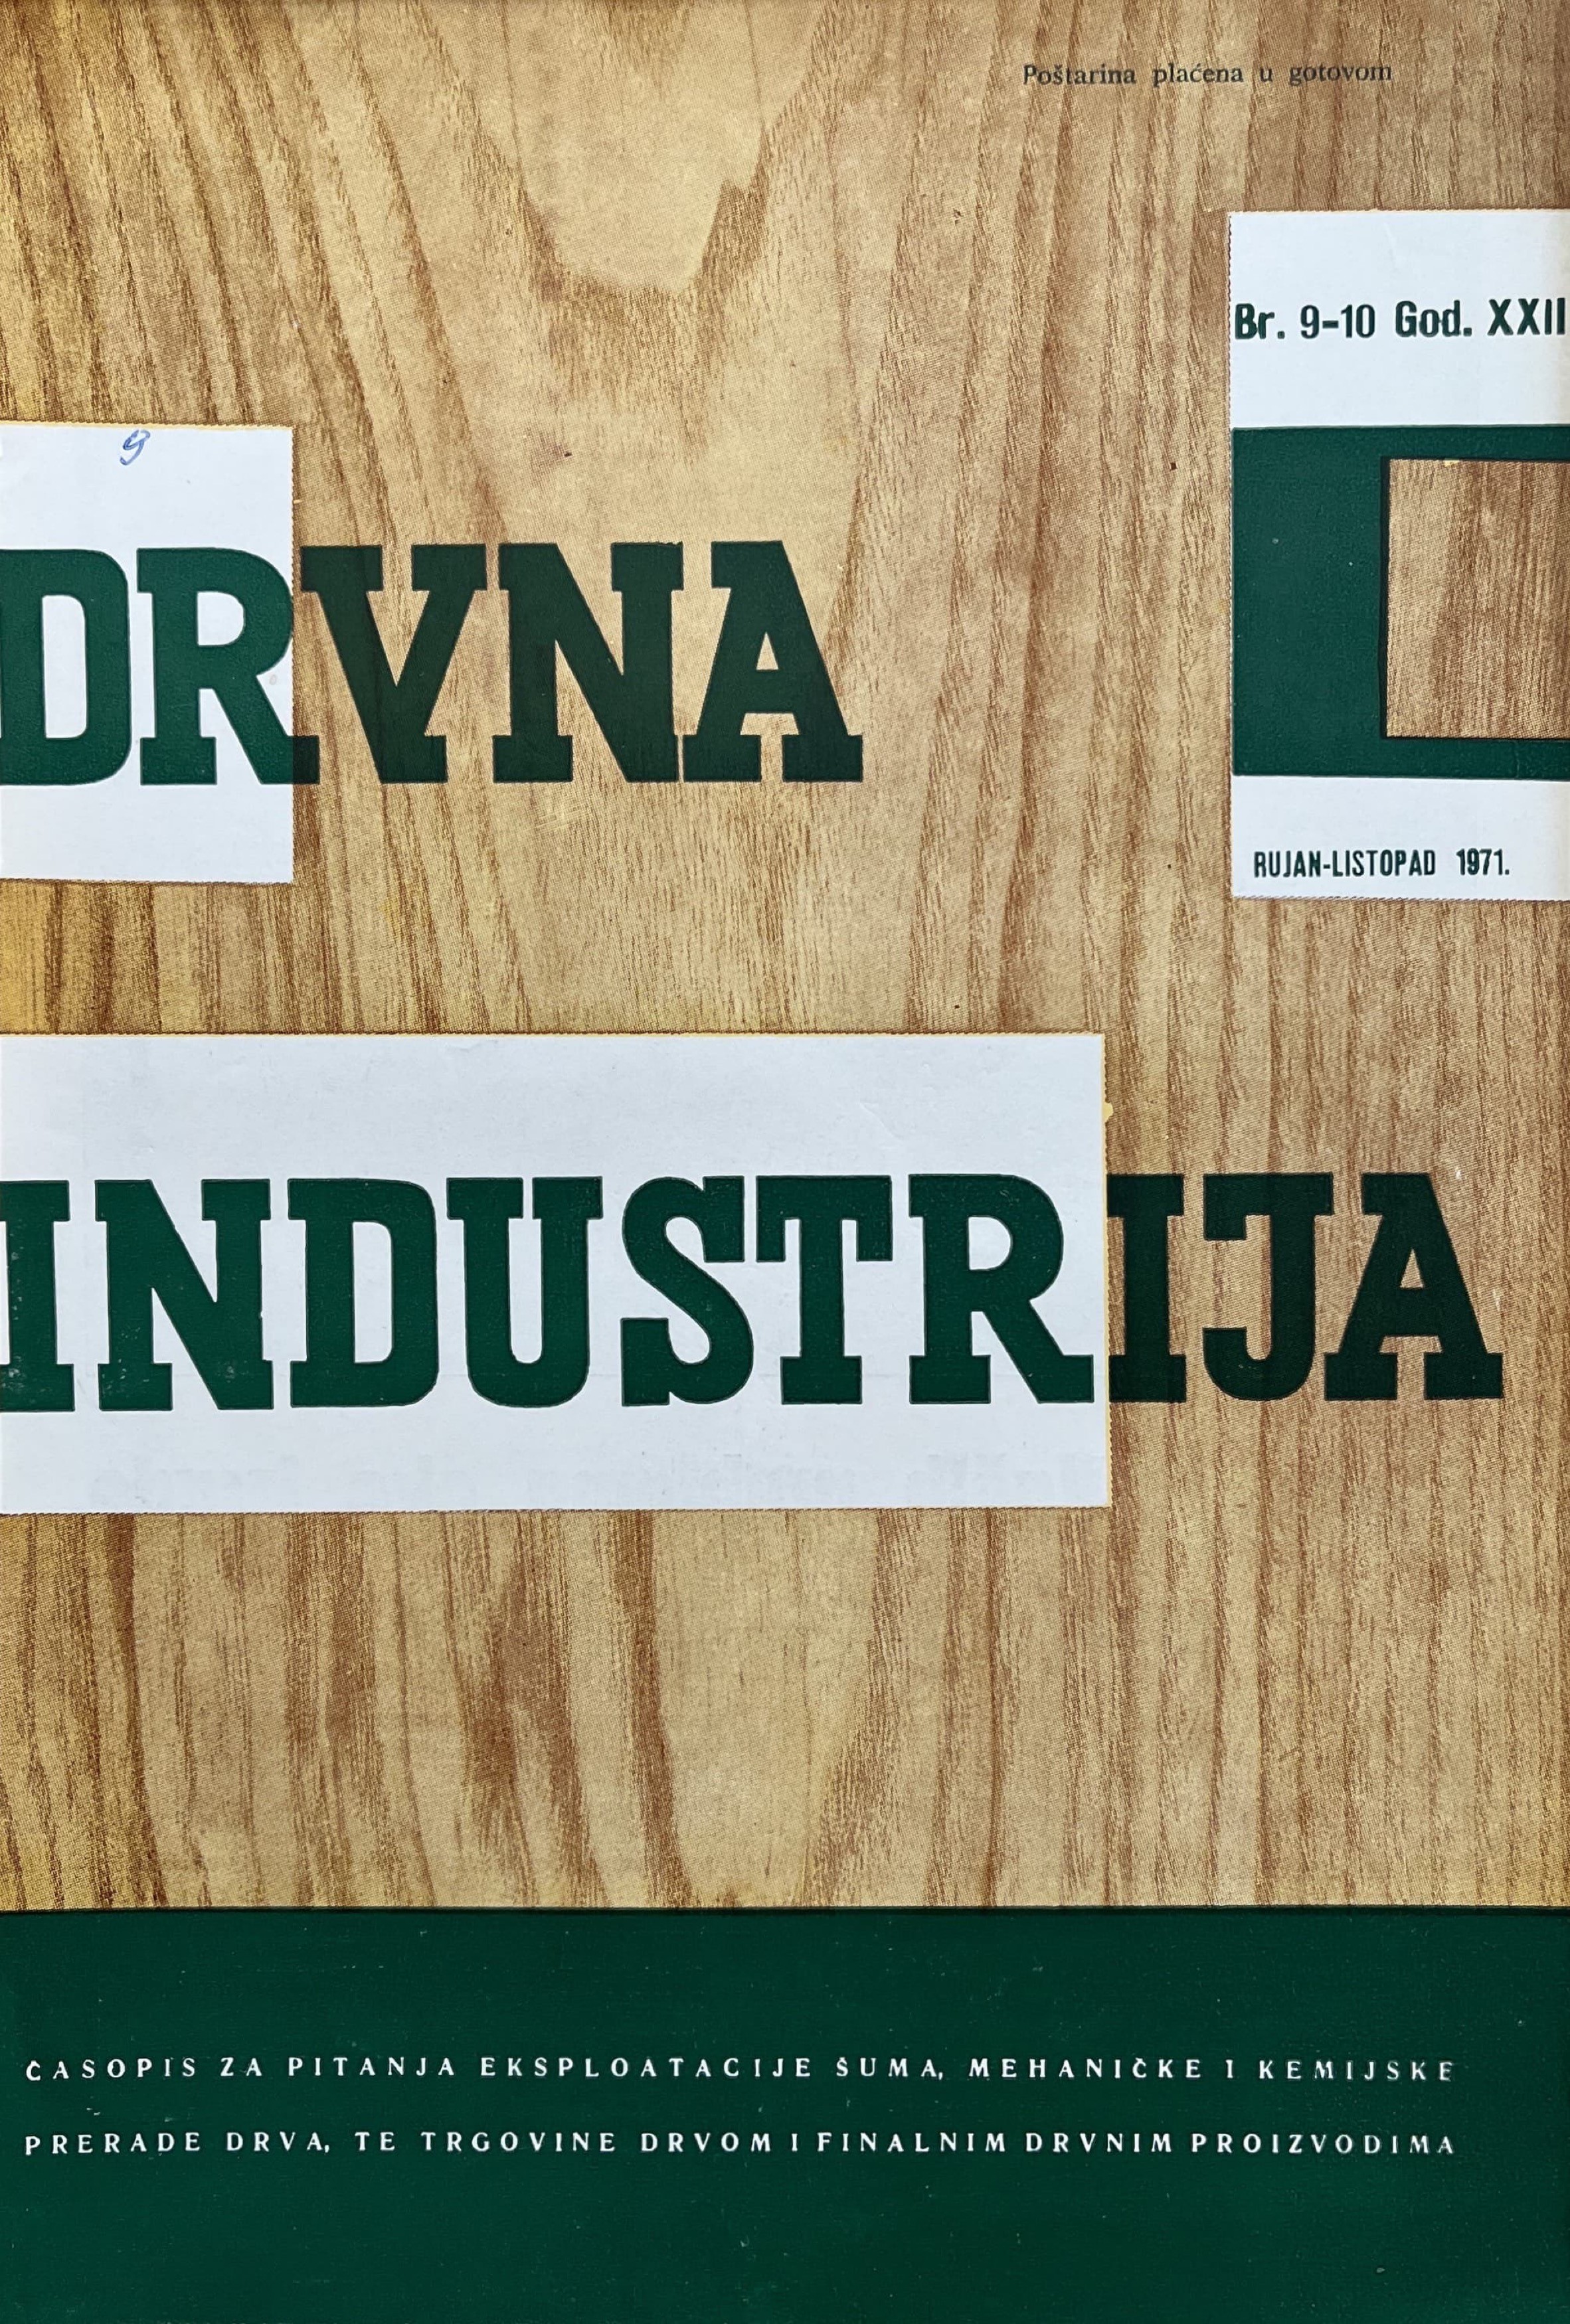 Poštarina plaćena u gotovom
Br. 9-10 God. XXII
9
DRVNA
RUJAN-LISTOPAD 1971.
INDUSTRIJA
ČASOPIS ZA PITANJA EKSPLOATACIJE ŠUMA, MEHANIČKE I KEMIJSKE
PRERADE DRVA, TE TRGOVINE DRVOM I FINALNIM DRVNIM PROIZVODIMA